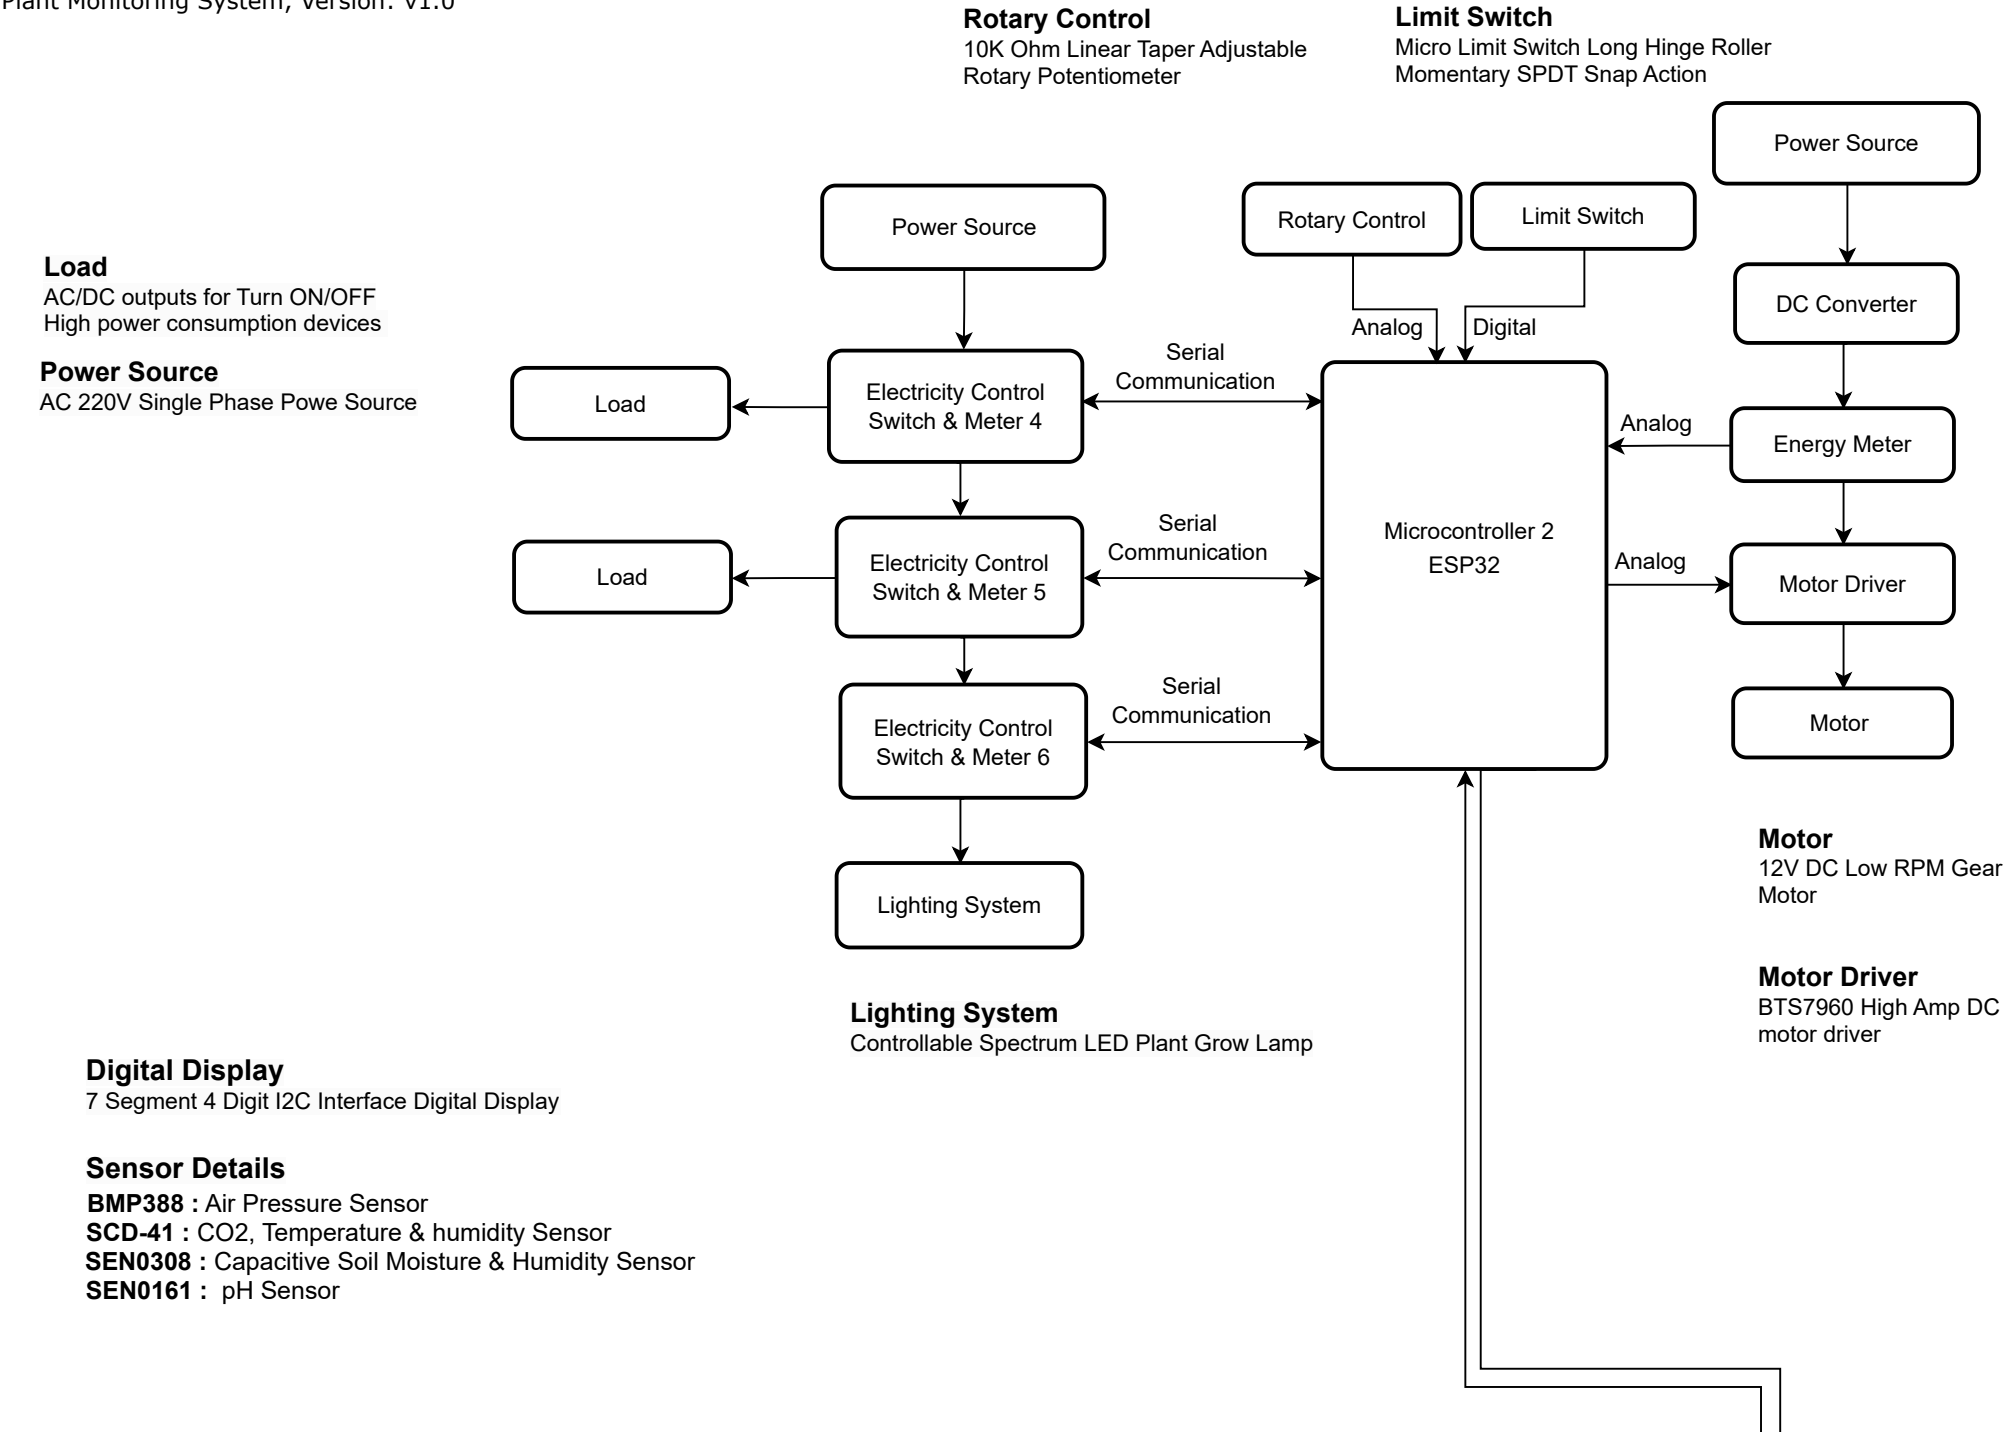 Plant Monitoring System, Version: V1.0
Rotary Control
10K Ohm Linear Taper Adjustable
Rotary Potentiometer
Limit Switch
Micro Limit Switch Long Hinge Roller
Momentary SPDT Snap Action
Power Source
Power Source
Rotary Control
Limit Switch
Load
AC/DC outputs for Turn ON/OFF
High power consumption devices
DC Converter
Analog
Digital
Power Source
AC 220V Single Phase Powe Source
Load
Electricity Control
Switch & Meter 4
Serial
Communication
Analog
Energy Meter
Load
Electricity Control
Switch & Meter 5
Serial
Communication
Microcontroller 2
ESP32
Analog
Motor Driver
Electricity Control
Switch & Meter 6
Serial
Communication
Motor
Lighting System
Motor
12V DC Low RPM Gear
Motor
Motor Driver
BTS7960 High Amp DC
motor driver
Lighting System
Controllable Spectrum LED Plant Grow Lamp
Digital Display
7 Segment 4 Digit I2C Interface Digital Display
Sensor Details
BMP388 : Air Pressure Sensor
SCD-41 : CO2, Temperature & humidity Sensor
SEN0308 : Capacitive Soil Moisture & Humidity Sensor
SEN0161 : pH Sensor